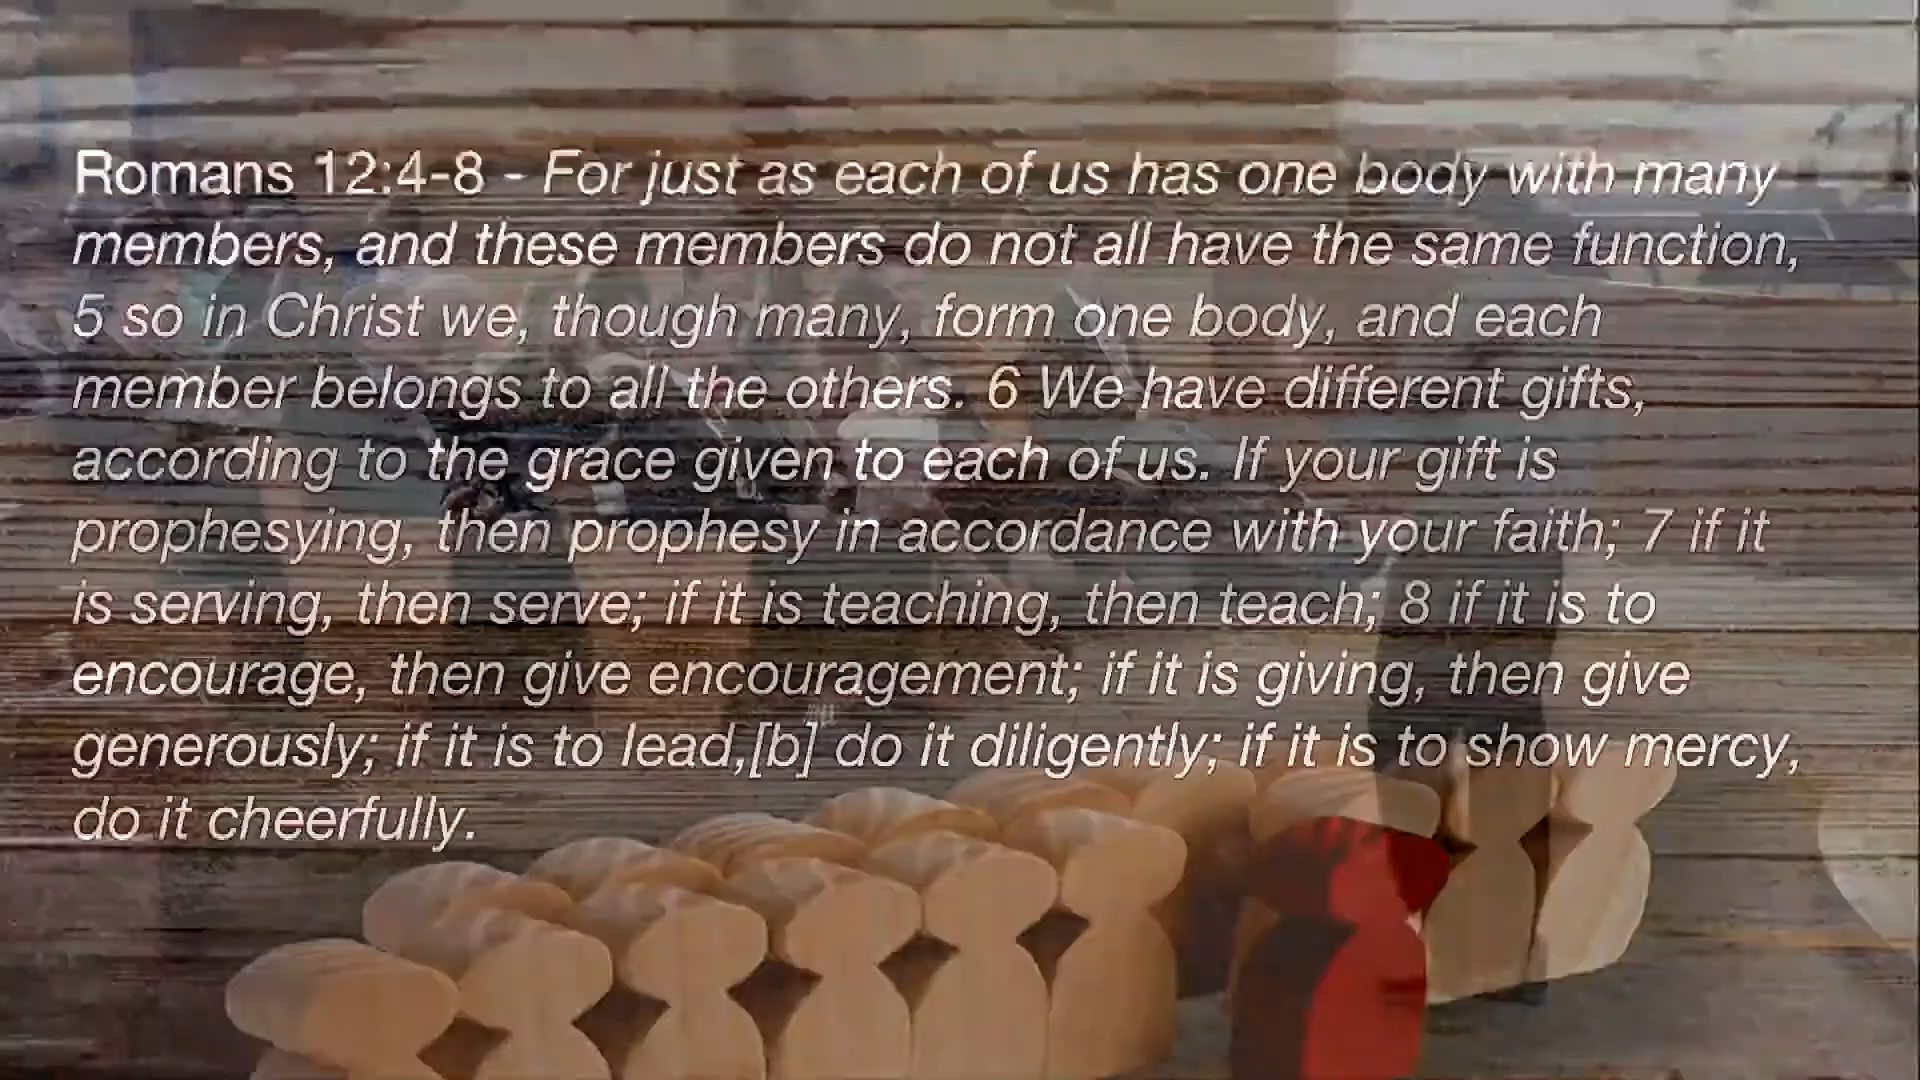 Romans 12:4-8 - For just as each of us has one body with many
members, and these members do not all have the same function,
5 so in Christ we, though many, form one body, and each
member belongs to all the others. 6 We have different gifts,
according to the grace given to each of us. If your gift is
prophesying, then prophesy in accordance with your faith; 7 if it
is serving, then serve; if it is teaching, then teach; 8 if it is to
encourage, then give encouragement; if it is giving, then give
generously; if it is to lead,[b] do it diligently; if it is to show mercy,
do it cheerfully.